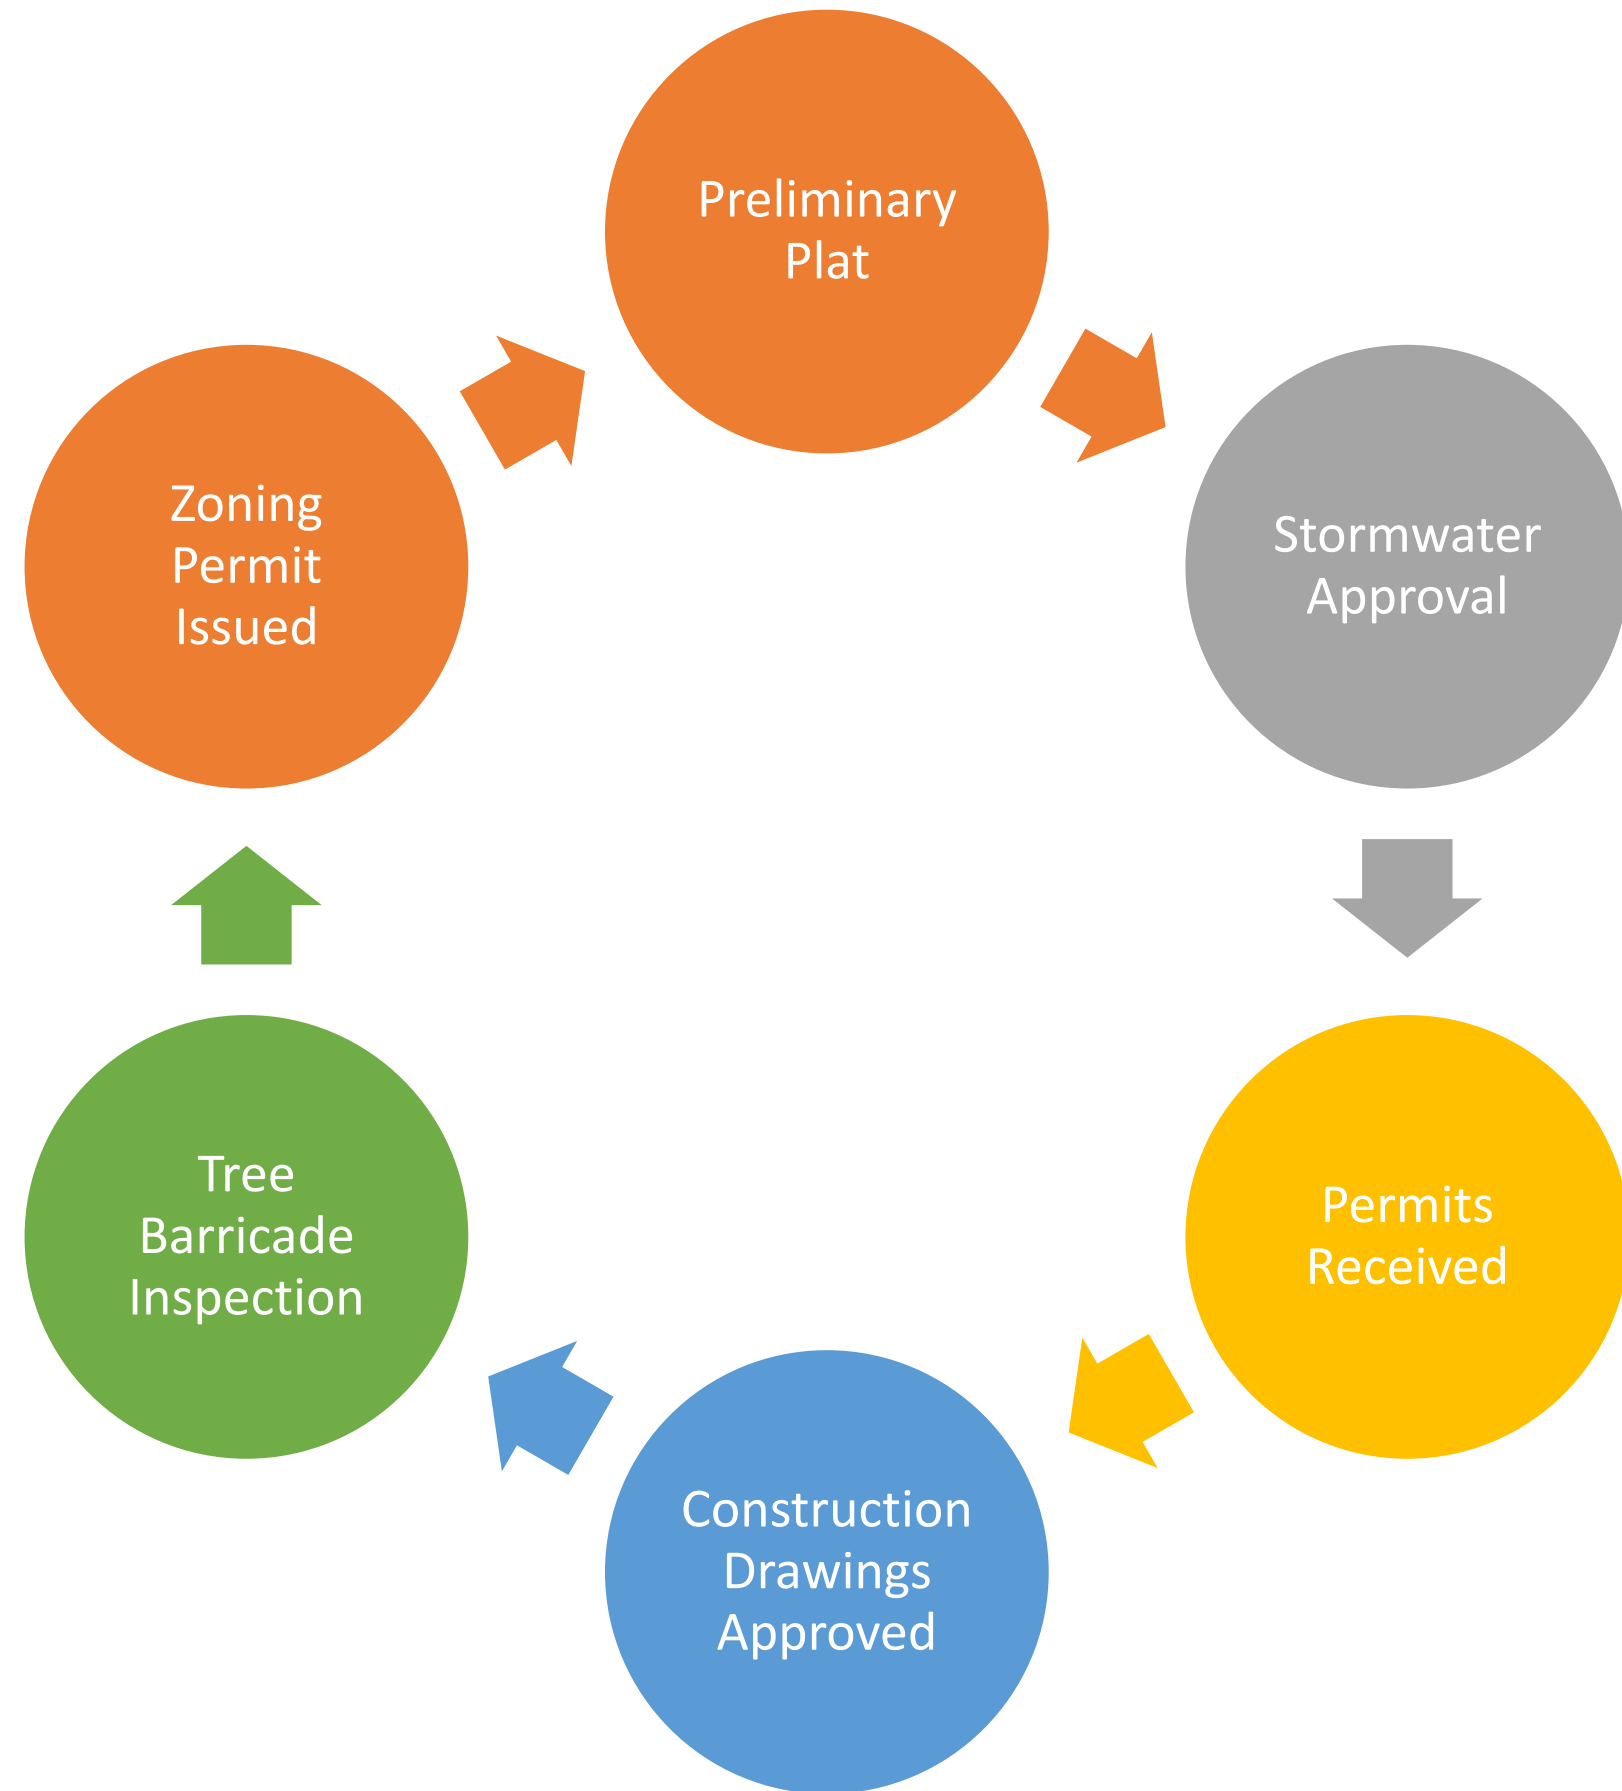 Preliminary
Plat
Stormwater
Approval
Permits
Received
Construction
Drawings
Approved
Tree
Barricade
Inspection
Zoning
Permit
Issued